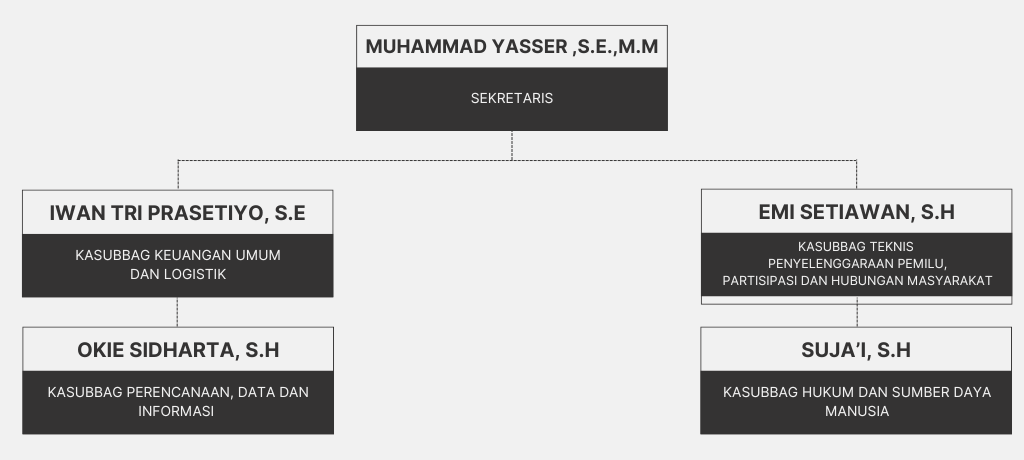 MUHAMMAD YASSER ,S.E.,M.M
SEKRETARIS
IWAN TRI PRASETIYO, S.E
KASUBBAG KEUANGAN UMUM
DAN LOGISTIK
EMI SETIAWAN, S.H
KASUBBAG TEKNIS
PENYELENGGARAAN PEMILU,
PARTISIPASI DAN HUBUNGAN MASYARAKAT
OKIE SIDHARTA, S.H
KASUBBAG PERENCANAAN, DATA DAN
INFORMASI
SUJA’I, S.H
KASUBBAG HUKUM DAN SUMBER DAYA
MANUSIA